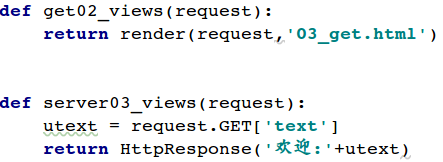 def get02_views(request):
    return render(request,'03_get.html')
def server03_views(request):
    utext = request.GET['text']
    return HttpResponse('欢迎:'+utext)